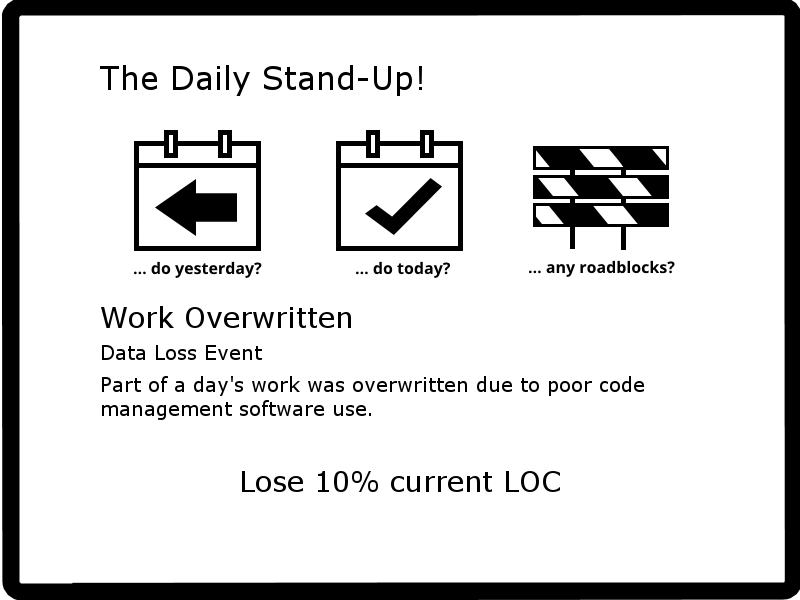 The Daily Stand-Up!
... do yesterday?
... do today?
... any roadblocks?
Work Overwritten
Data Loss Event
Part of a day's work was overwritten due to poor code
management software use.
Lose 10% current LOC